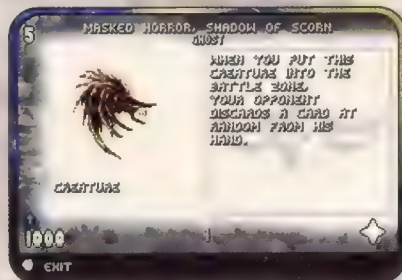 5
MASKED HORROR, SHADOW OF SCORN
GHOST
WHEN YOU PUT THIS
CREATURE INTO THE
BATTLE ZONE,
YOUR OPPONENT
DISCARDS A CARD AT
RANDOM FROM HIS
HAND.
CREATURE
1000
EXIT